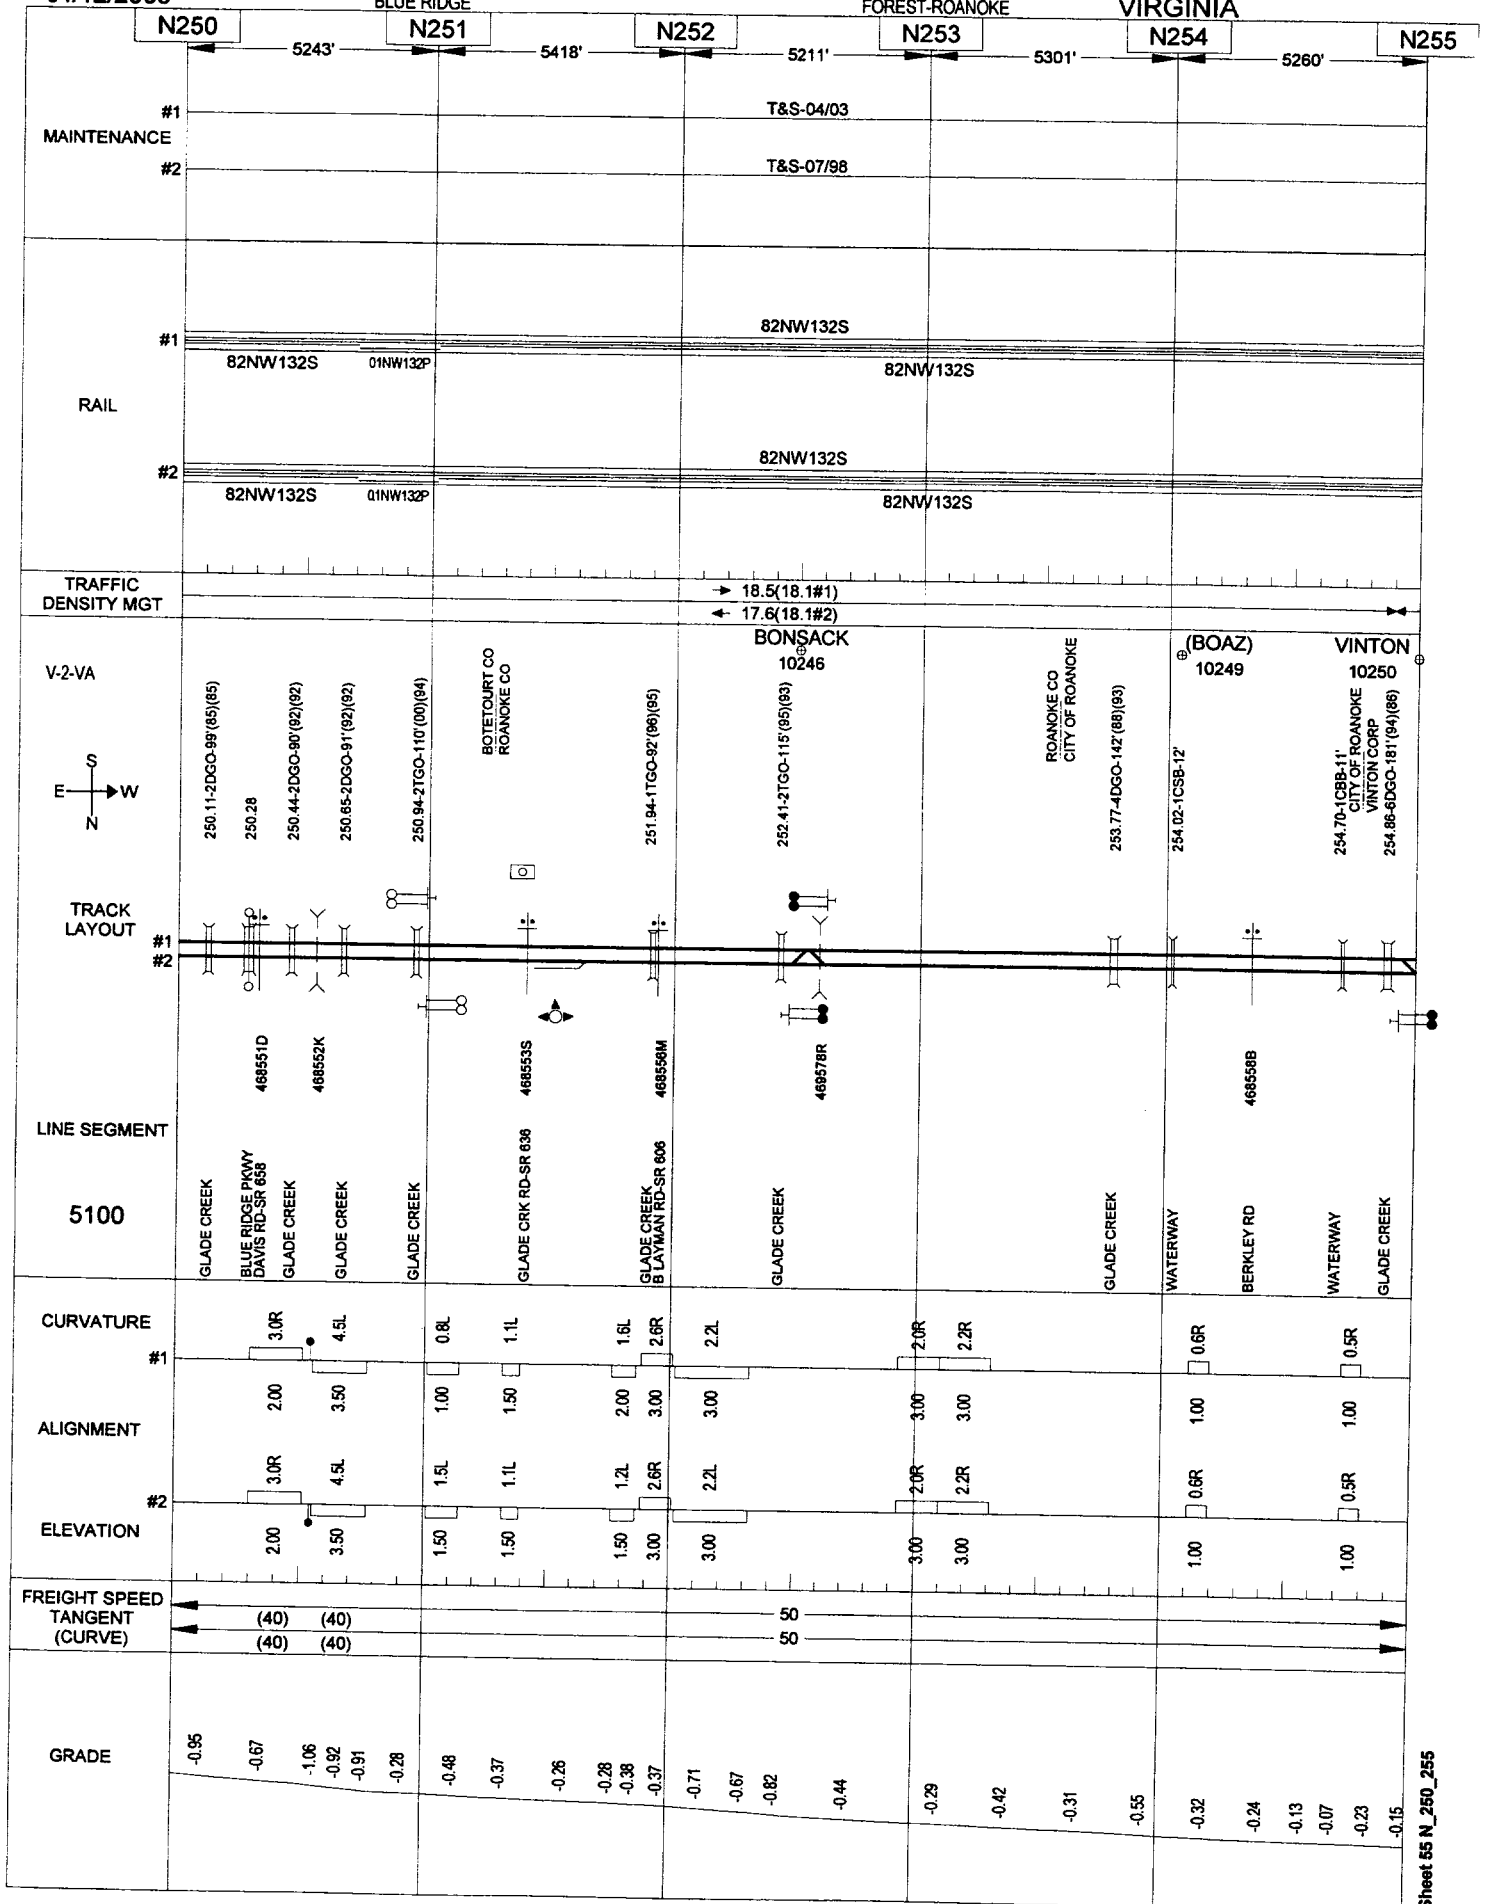 BLUE RIDGE
FOREST-ROANOKE
VIRGINIA
N250
N251
N252
N253
N254
N255
5243'
5418'
5211'
5301'
5260'
MAINTENANCE
#1
T&S-04/03
#2
T&S-07/98
RAIL
#1
82NW132S
82NW132S
01NW132P
82NW132S
#2
82NW132S
82NW132S
01NW132P
82NW132S
TRAFFIC
DENSITY MGT
18.5(18.1#1)
17.6(18.1#2)
V-2-VA
BONSACK
10246
(BOAZ)
10249
VINTON
10250
S
E
W
N
250.11-2DGO-99'(85)(85)
250.28
250.44-2DGO-90'(92)(92)
250.65-2DGO-91'(92)(92)
250.94-2TGO-110'(00)(94)
BOTETOURT CO
ROANOKE CO
251.94-1TGO-92'(96)(95)
252.41-2TGO-115'(95)(93)
ROANOKE CO
CITY OF ROANOKE
253.77-4DGO-142'(88)(93)
254.02-1CSB-12'
254.70-1CBB-11'
CITY OF ROANOKE
VINTON CORP
254.86-6DGO-181'(94)(86)
TRACK
LAYOUT
#1
#2
468551D
468552K
468553S
468556M
469578R
468558B
LINE SEGMENT
5100
GLADE CREEK
BLUE RIDGE PKWY
DAVIS RD-SR 658
GLADE CREEK
GLADE CREEK
GLADE CREEK
GLADE CRK RD-SR 636
GLADE CREEK
B LAYMAN RD-SR 606
GLADE CREEK
GLADE CREEK
WATERWAY
BERKLEY RD
WATERWAY
GLADE CREEK
CURVATURE
#1
3.0R
4.5L
0.8L
1.1L
1.6L
2.6R
2.2L
2.0R
2.2R
0.6R
0.5R
2.00
3.50
1.00
1.50
2.00
3.00
3.00
3.00
3.00
1.00
1.00
ALIGNMENT
#2
3.0R
4.5L
1.5L
1.1L
1.2L
2.6R
2.2L
2.0R
2.2R
0.6R
0.5R
ELEVATION
2.00
3.50
1.50
1.50
1.50
3.00
3.00
3.00
3.00
1.00
1.00
FREIGHT SPEED
TANGENT
(CURVE)
(40)
(40)
50
(40)
(40)
50
GRADE
-0.95
-0.67
-1.06
-0.92
-0.91
-0.28
-0.48
-0.37
-0.26
-0.28
-0.38
-0.37
-0.71
-0.67
-0.82
-0.44
-0.29
-0.42
-0.31
-0.55
-0.32
-0.24
-0.13
-0.07
-0.23
-0.15
Sheet 55 N_250_255